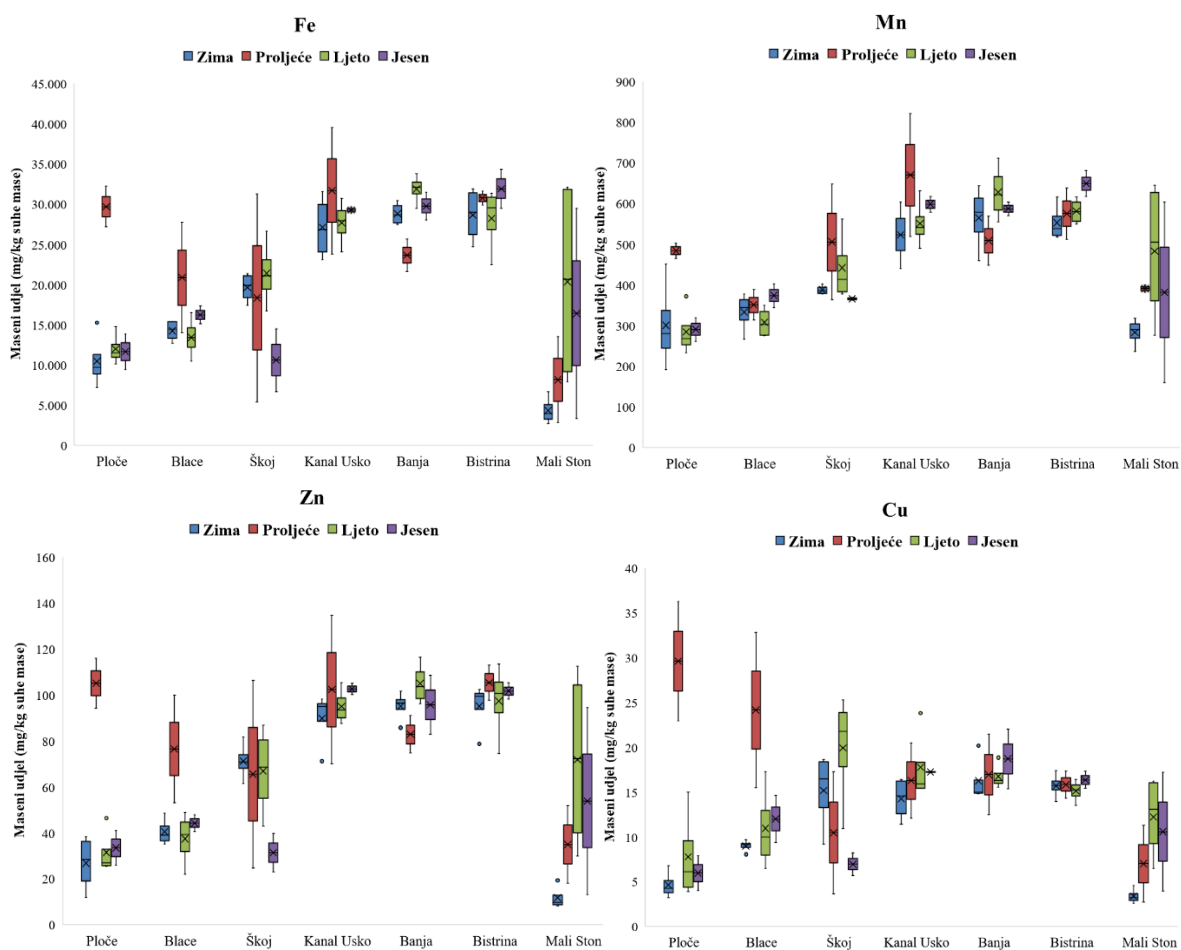 Fe
Zima Proljeće Ljeto Jesen
Maseni udjel (mg/kg suhe mase)
45.000
40.000
35.000
30.000
25.000
20.000
15.000
10.000
5.000
0
Ploče Blace Škoj Kanal Usko Banja Bistrina Mali Ston
Mn
Zima Proljeće Ljeto Jesen
Maseni udjel (mg/kg suhe mase)
900
800
700
600
500
400
300
200
100
0
Ploče Blace Škoj Kanal Usko Banja Bistrina Mali Ston
Zn
Zima Proljeće Ljeto Jesen
Maseni udjel (mg/kg suhe mase)
160
140
120
100
80
60
40
20
0
Ploče Blace Škoj Kanal Usko Banja Bistrina Mali Ston
Cu
Zima Proljeće Ljeto Jesen
Maseni udjel (mg/kg suhe mase)
40
35
30
25
20
15
10
5
0
Ploče Blace Škoj Kanal Usko Banja Bistrina Mali Ston